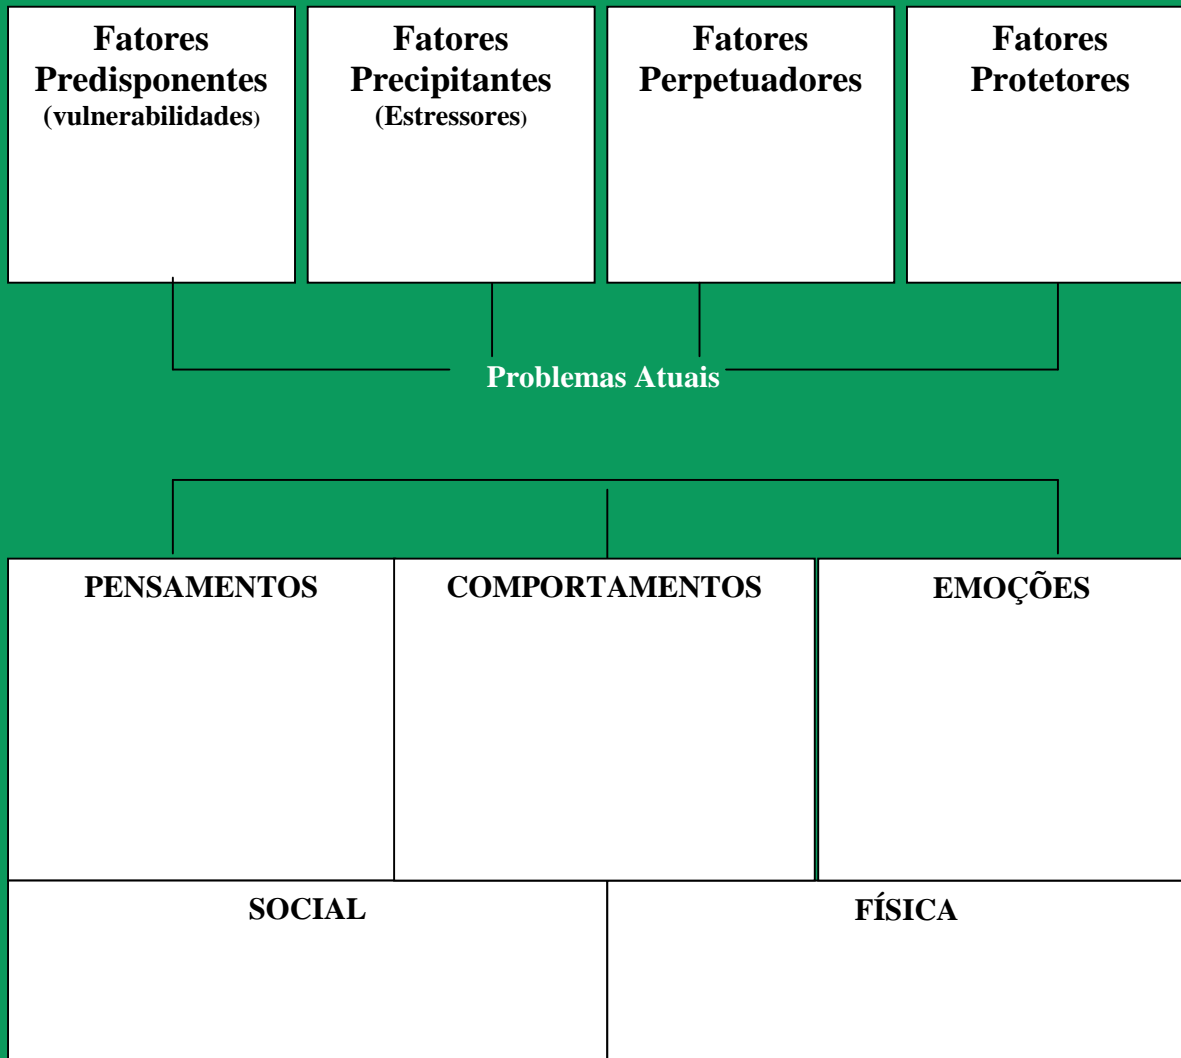 Fatores
Predisponentes
(vulnerabilidades)
Fatores
Precipitantes
(Estressores)
Fatores
Perpetuadores
Fatores
Protetores
Problemas Atuais
PENSAMENTOS
COMPORTAMENTOS
EMOÇÕES
SOCIAL
FÍSICA